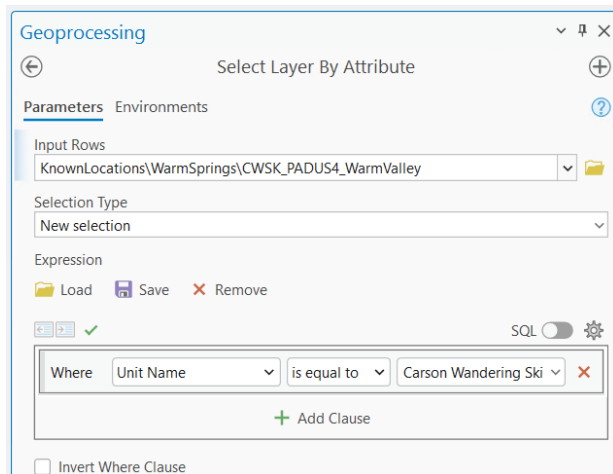 Geoprocessing
Select Layer By Attribute
Parameters Environments
Input Rows
KnownLocations\WarmSprings\CWSK_PADUS4_WarmValley
Selection Type
New selection
Expression
Load Save Remove
SQL
Where Unit Name is equal to Carson Wandering Ski
Add Clause
Invert Where Clause